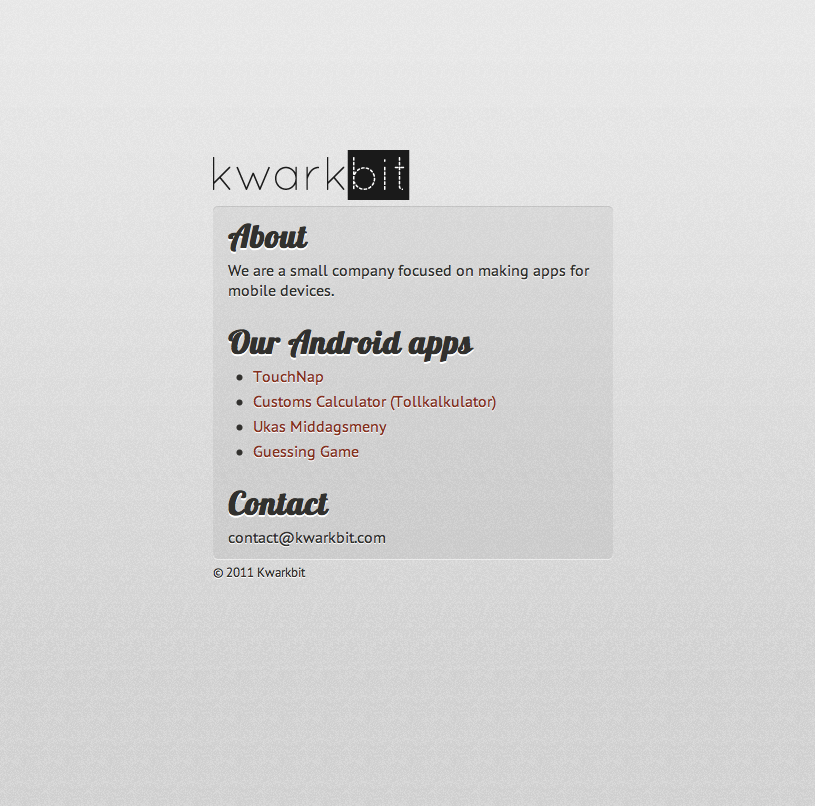 kwarkbit
About
We are a small company focused on making apps for
mobile devices.
Our Android apps
TouchNap
Customs Calculator (Tollkalkulator)
Ukas Middagsmeny
Guessing Game
Contact
contact@kwarkbit.com
© 2011 Kwarkbit